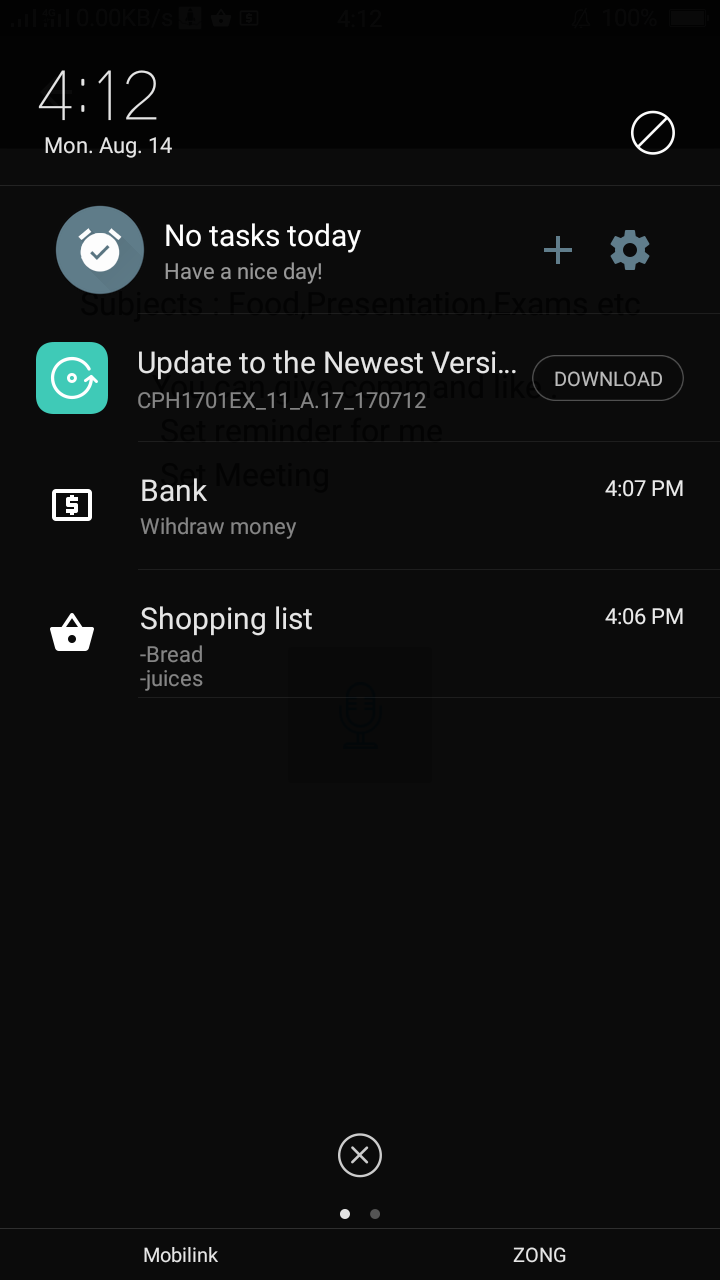 0.00KB/s 4:12 100%
4:12
Mon. Aug. 14
No tasks today
Have a nice day!
Subjects : Food,Presentation,Exams etc
Update to the Newest Versi...
DOWNLOAD
You can give command like :
CPH1701EX_11_A.17_170712
Set reminder for me
Set Meeting
Bank
4:07 PM
Wihdraw money
Shopping list
4:06 PM
-Bread
-juices
Mobilink ZONG